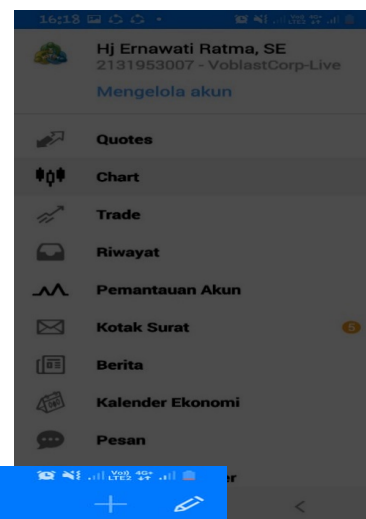 16:18
Hj Ernawati Ratma, SE
2131953007 - VoblastCorp-Live
Mengelola akun
Quotes
Chart
Trade
Riwayat
Pemantauan Akun
Kotak Surat 5
Berita
Kalender Ekonomi
Pesan